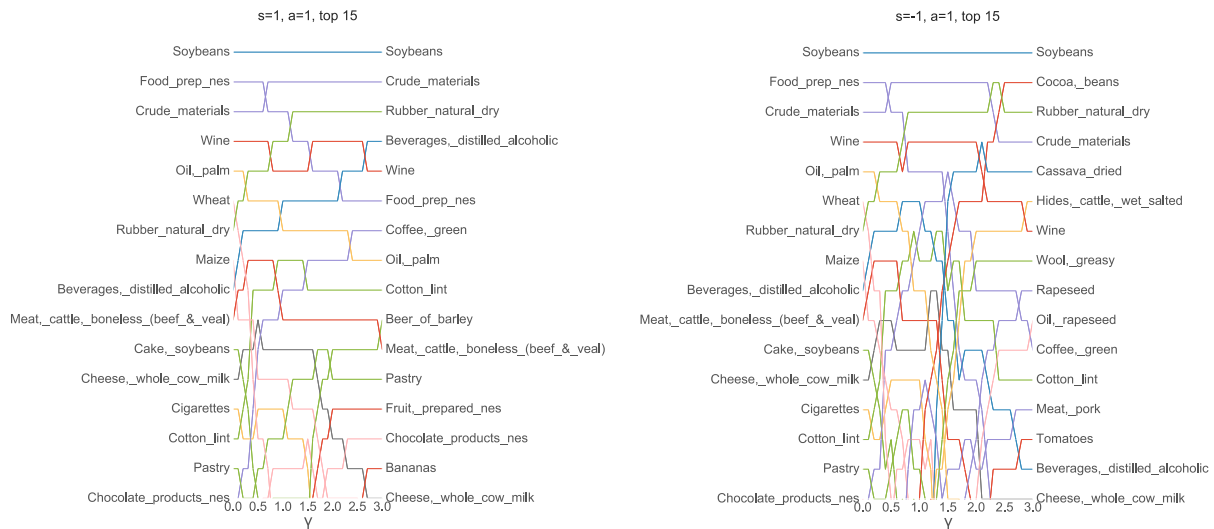 s=1, a=1, top 15
Soybeans
Food_prep_nes
Crude_materials
Wine
Oil,_palm
Wheat
Rubber_natural_dry
Maize
Beverages,_distilled_alcoholic
Meat,_cattle,_boneless_(beef_&_veal)
Cake,_soybeans
Cheese,_whole_cow_milk
Cigarettes
Cotton_lint
Pastry
Chocolate_products_nes
Soybeans
Crude_materials
Rubber_natural_dry
Beverages,_distilled_alcoholic
Wine
Food_prep_nes
Coffee,_green
Oil,_palm
Cotton_lint
Beer_of_barley
Meat,_cattle,_boneless_(beef_&_veal)
Pastry
Fruit,_prepared_nes
Chocolate_products_nes
Bananas
Cheese,_whole_cow_milk
0.0 0.5 1.0 1.5 2.0 2.5 3.0
γ
s=-1, a=1, top 15
Soybeans
Food_prep_nes
Crude_materials
Wine
Oil,_palm
Wheat
Rubber_natural_dry
Maize
Beverages,_distilled_alcoholic
Meat,_cattle,_boneless_(beef_&_veal)
Cake,_soybeans
Cheese,_whole_cow_milk
Cigarettes
Cotton_lint
Pastry
Chocolate_products_nes
Soybeans
Cocoa,_beans
Rubber_natural_dry
Crude_materials
Cassava_dried
Hides,_cattle,_wet_salted
Wine
Wool,_greasy
Rapeseed
Oil,_rapeseed
Coffee,_green
Cotton_lint
Meat,_pork
Tomatoes
Beverages,_distilled_alcoholic
Cheese,_whole_cow_milk
0.0 0.5 1.0 1.5 2.0 2.5 3.0
γ